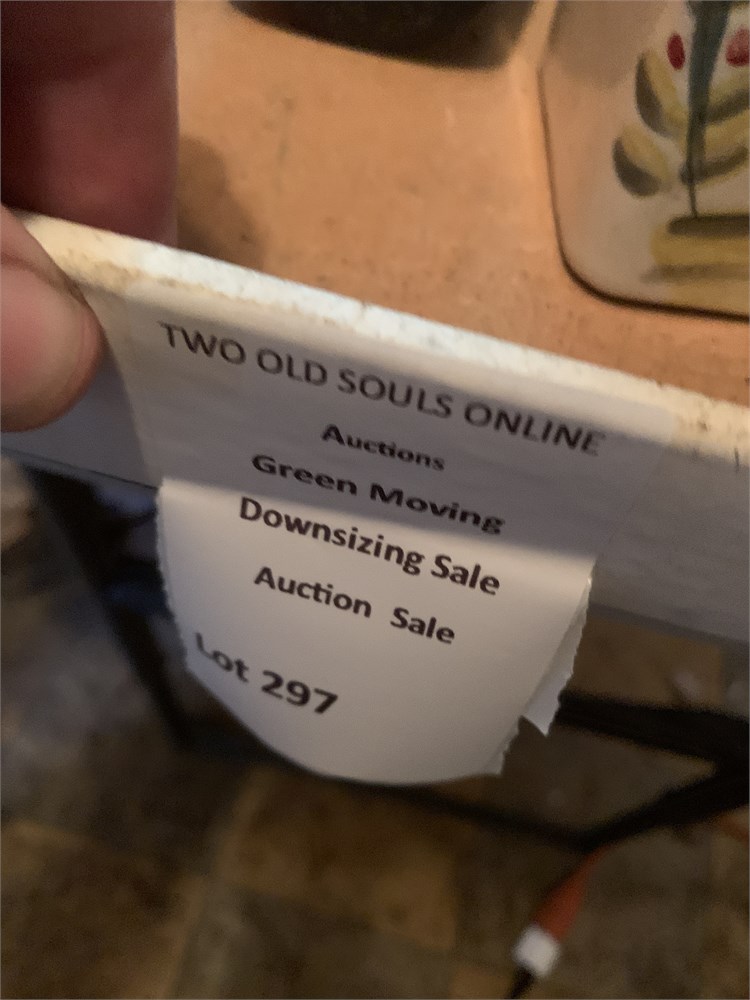 TWO OLD SOULS ONLINE
Auctions
Green Moving
Downsizing Sale
Auction Sale
Lot 297